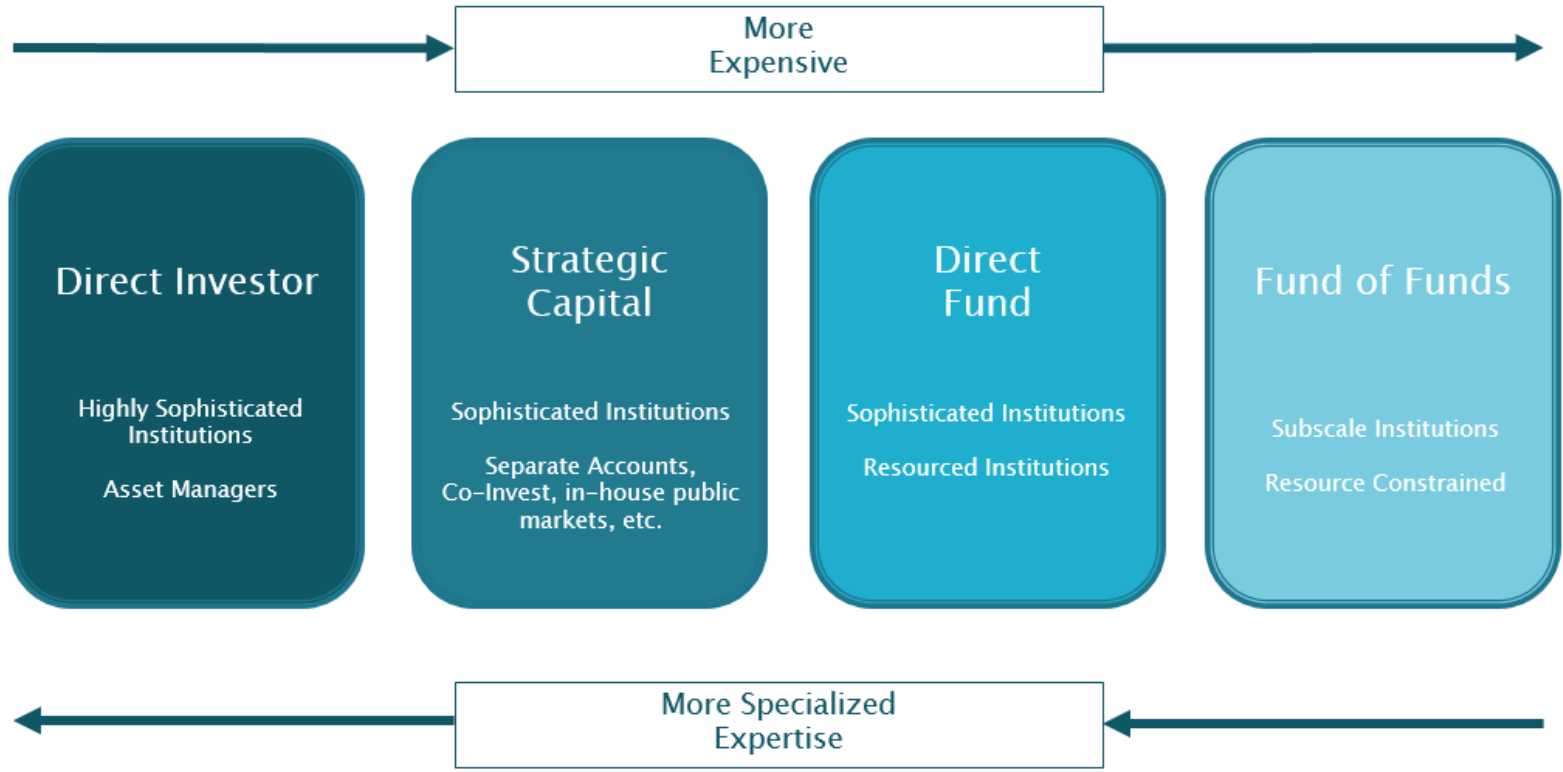 More
Expensive
Direct Investor
Highly Sophisticated
Institutions
Asset Managers
Strategic
Capital
Sophisticated Institutions
Separate Accounts,
Co-Invest, in-house public
markets, etc.
Direct
Fund
Sophisticated Institutions
Resourced Institutions
Fund of Funds
Subscale Institutions
Resource Constrained
More Specialized
Expertise